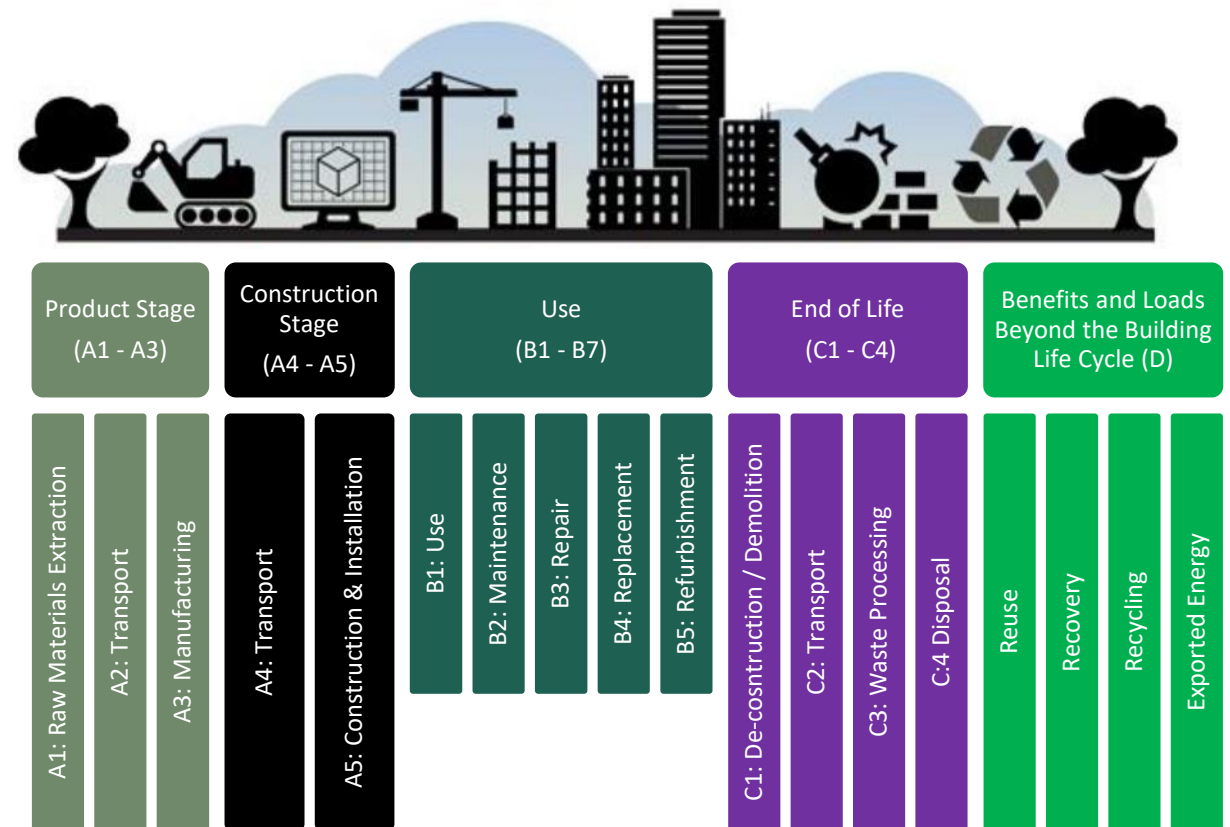 Product Stage
(A1 - A3)
Construction
Stage
(A4 - A5)
Use
(B1 - B7)
End of Life
(C1 - C4)
Benefits and Loads
Beyond the Building
Life Cycle (D)
A1: Raw Materials Extraction
A2: Transport
A3: Manufacturing
A4: Transport
A5: Construction & Installation
B1: Use
B2: Maintenance
B3: Repair
B4: Replacement
B5: Refurbishment
C1: De-cosntruction / Demolition
C2: Transport
C3: Waste Processing
C:4 Disposal
Reuse
Recovery
Recycling
Exported Energy